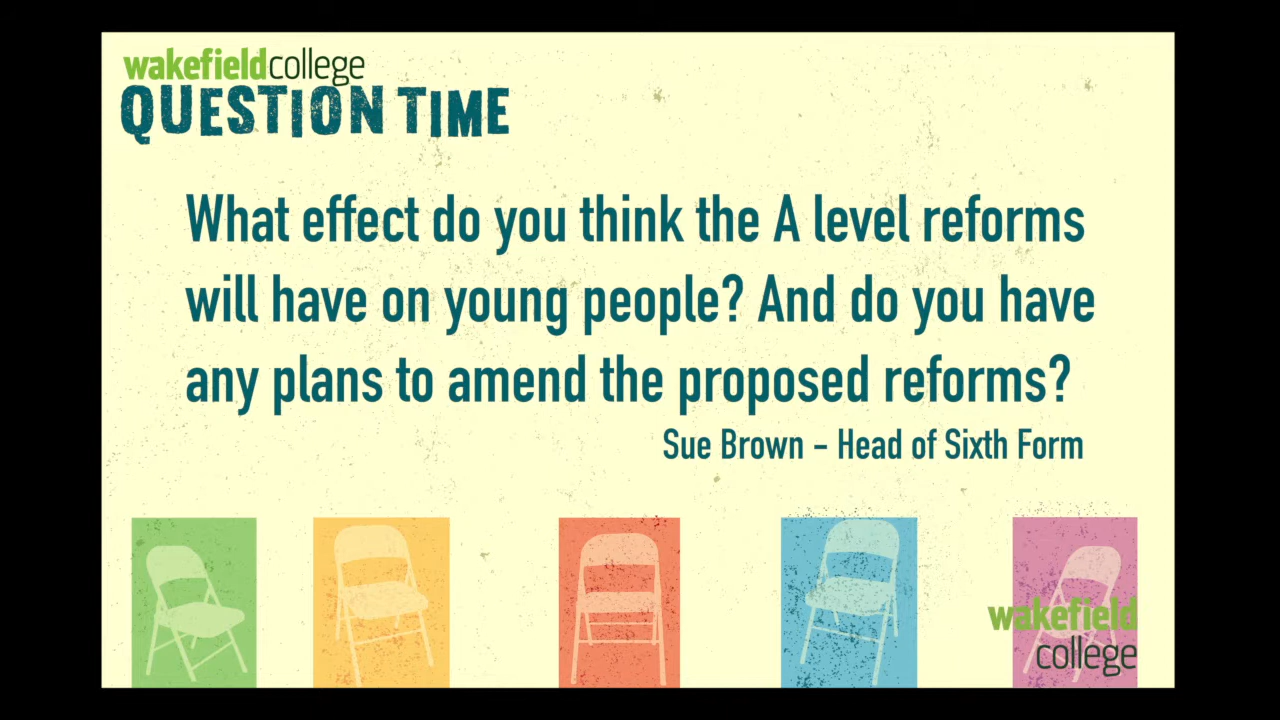 wakefieldcollege
QUESTION TIME
What effect do you think the A level reforms
will have on young people? And do you have
any plans to amend the proposed reforms?
Sue Brown – Head of Sixth Form
wakefield
college